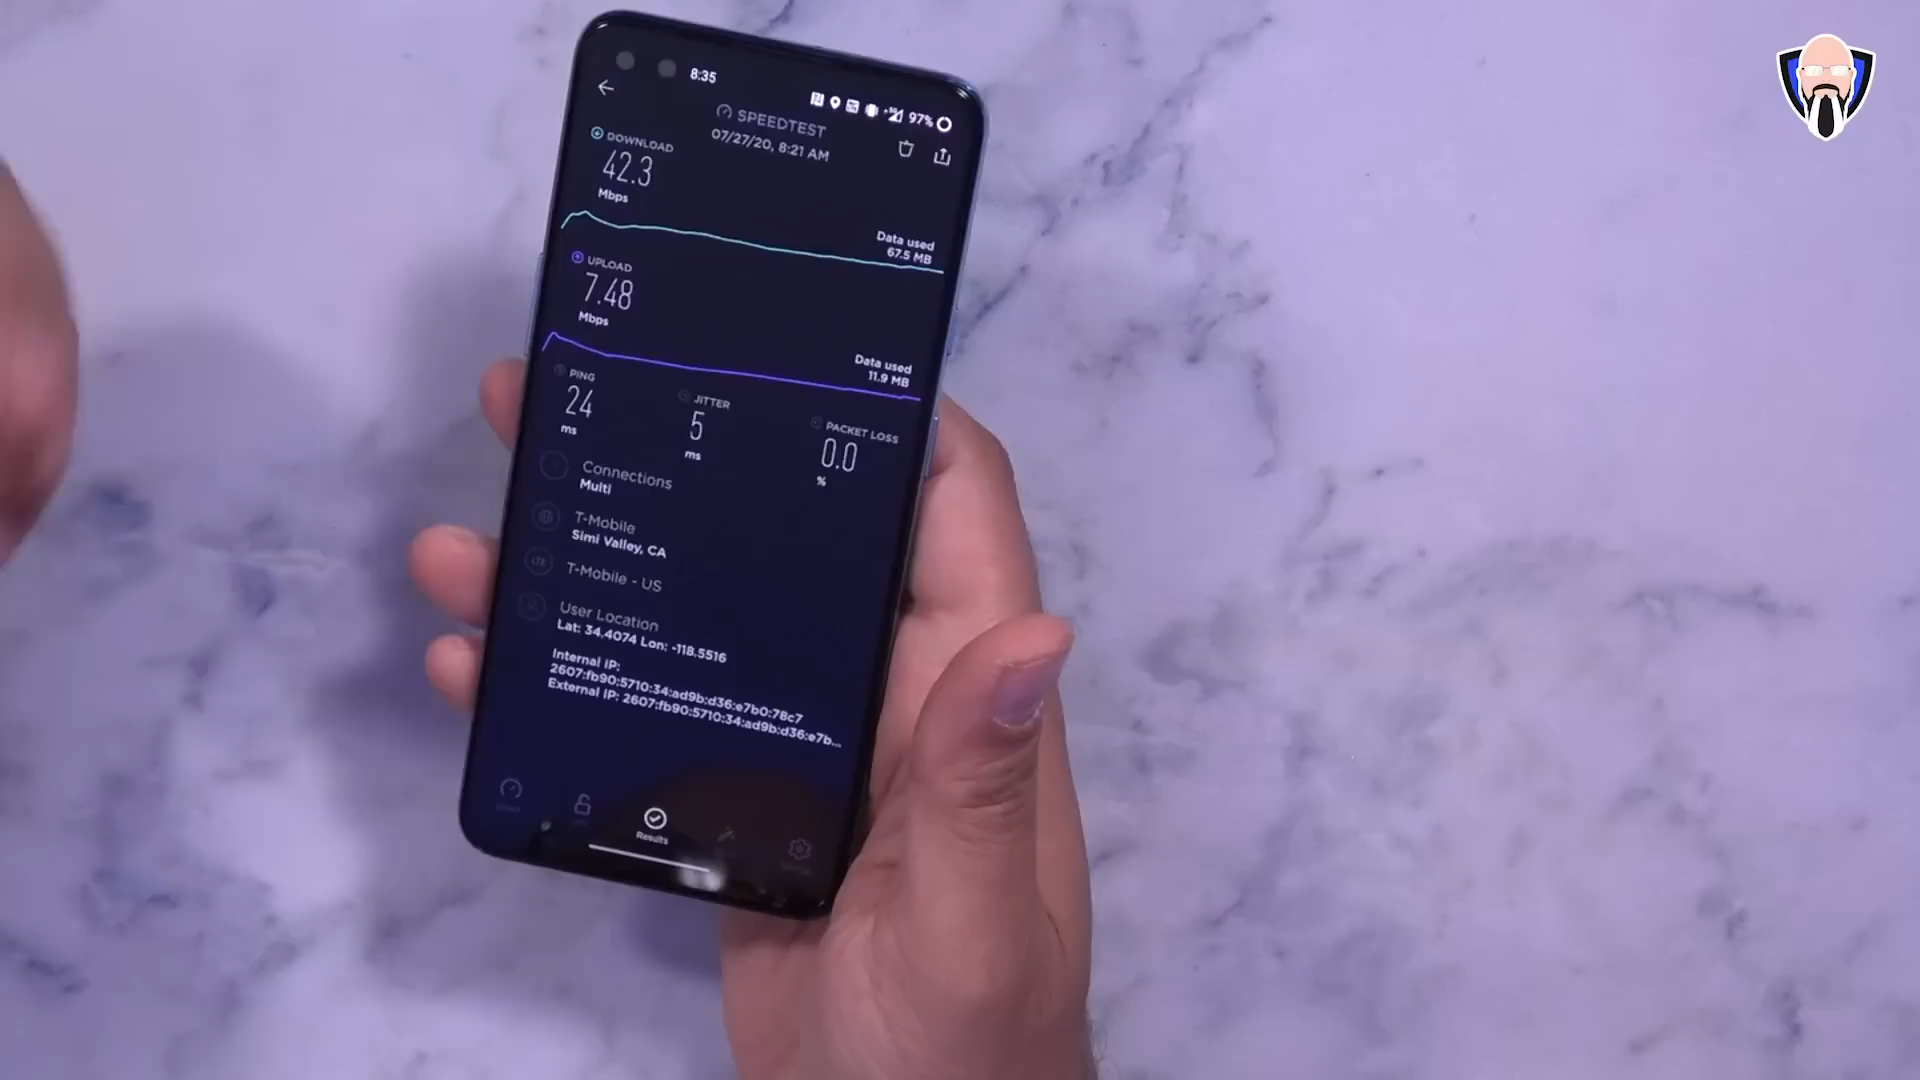 8:35
97%
SPEEDTEST
07/27/20, 8:21 AM
DOWNLOAD
42.3
Mbps
Data used
67.5 MB
UPLOAD
7.48
Mbps
Data used
11.9 MB
PING
24
ms
JITTER
5
ms
PACKET LOSS
0.0
%
Connections
Multi
T-Mobile
Simi Valley, CA
LTE
T-Mobile - US
User Location
Lat: 34.4074 Lon: -118.5516
Internal IP:
2607:fb90:5710:34:ad9b:d36:e7b0:78c7
External IP: 2607:fb90:5710:34:ad9b:d36:e7b...
Results